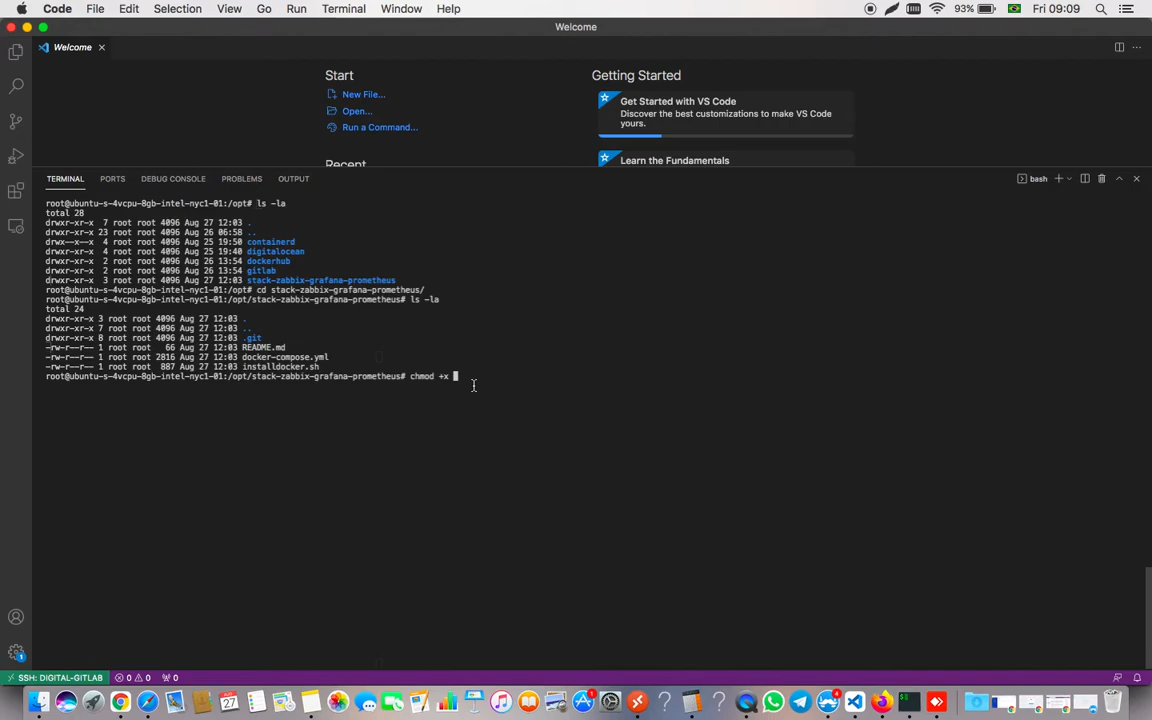 Code File Edit Selection View Go Run Terminal Window Help 93% Fri 09:09
Welcome
Welcome
Start
New File...
Open...
Run a Command...
Recent
Getting Started
Get Started with VS Code
Discover the best customizations to make VS Code
yours.
Learn the Fundamentals
TERMINAL PORTS DEBUG CONSOLE PROBLEMS OUTPUT bash
root@ubuntu-s-4vcpu-8gb-intel-nyc1-01:/opt# ls -la
total 28
drwxr-xr-x 7 root root 4096 Aug 27 12:03 .
drwxr-xr-x 23 root root 4096 Aug 26 06:58 ..
drwx--x--x 4 root root 4096 Aug 25 19:50 containerd
drwxr-xr-x 4 root root 4096 Aug 25 19:40 digitalocean
drwxr-xr-x 2 root root 4096 Aug 26 13:54 dockerhub
drwxr-xr-x 2 root root 4096 Aug 26 13:54 gitlab
drwxr-xr-x 3 root root 4096 Aug 27 12:03 stack-zabbix-grafana-prometheus
root@ubuntu-s-4vcpu-8gb-intel-nyc1-01:/opt# cd stack-zabbix-grafana-prometheus/
root@ubuntu-s-4vcpu-8gb-intel-nyc1-01:/opt/stack-zabbix-grafana-prometheus# ls -la
total 24
drwxr-xr-x 3 root root 4096 Aug 27 12:03 .
drwxr-xr-x 7 root root 4096 Aug 27 12:03 ..
drwxr-xr-x 8 root root 4096 Aug 27 12:03 .git
-rw-r--r-- 1 root root 66 Aug 27 12:03 README.md
-rw-r--r-- 1 root root 2816 Aug 27 12:03 docker-compose.yml
-rw-r--r-- 1 root root 887 Aug 27 12:03 installdocker.sh
root@ubuntu-s-4vcpu-8gb-intel-nyc1-01:/opt/stack-zabbix-grafana-prometheus# chmod +x
1
SSH: DIGITAL-GITLAB 0 0 0
27
1
4